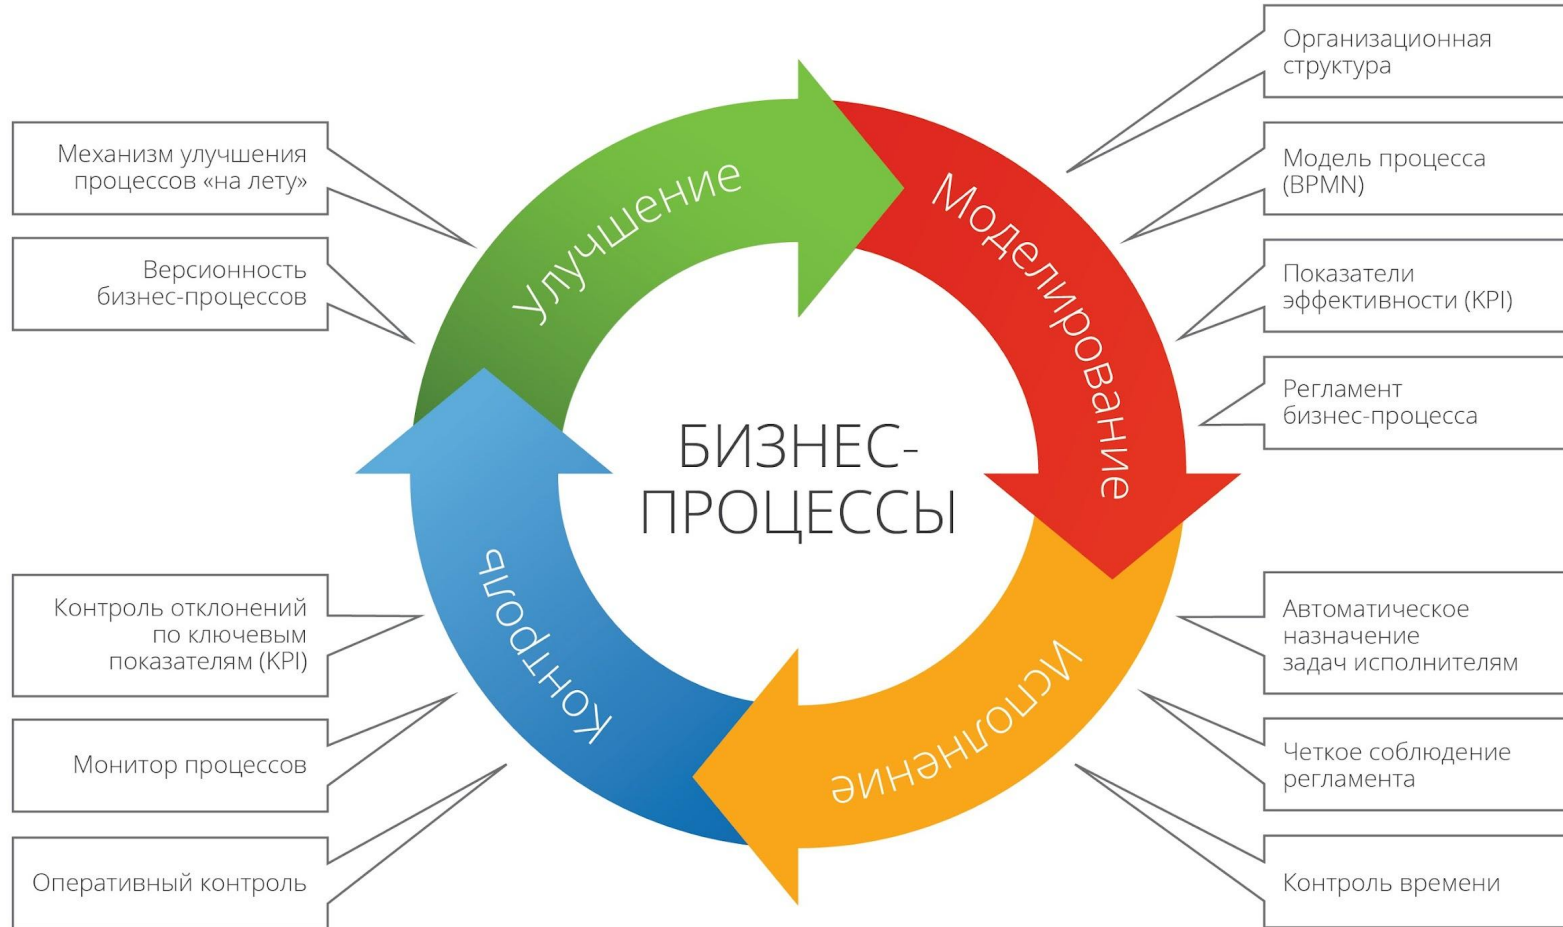 Организационная
структура
Механизм улучшения
процессов «на лету»
Модель процесса
(BPMN)
Версионность
бизнес-процессов
Показатели
эффективности (KPI)
Регламент
бизнес-процесса
Улучшение
Моделирование
БИЗНЕС-
ПРОЦЕССЫ
Контроль
Исполнение
Контроль отклонений
по ключевым
показателям (KPI)
Автоматическое
назначение
задач исполнителям
Монитор процессов
Четкое соблюдение
регламента
Оперативный контроль
Контроль времени